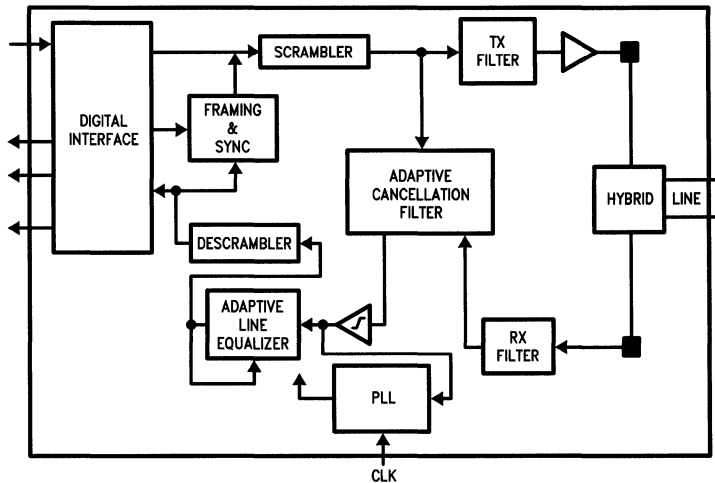 DIGITAL
INTERFACE
SCRAMBLER
TX
FILTER
FRAMING
&
SYNC
ADAPTIVE
CANCELLATION
FILTER
HYBRID
LINE
DESCRAMBLER
ADAPTIVE
LINE
EQUALIZER
RX
FILTER
PLL
CLK